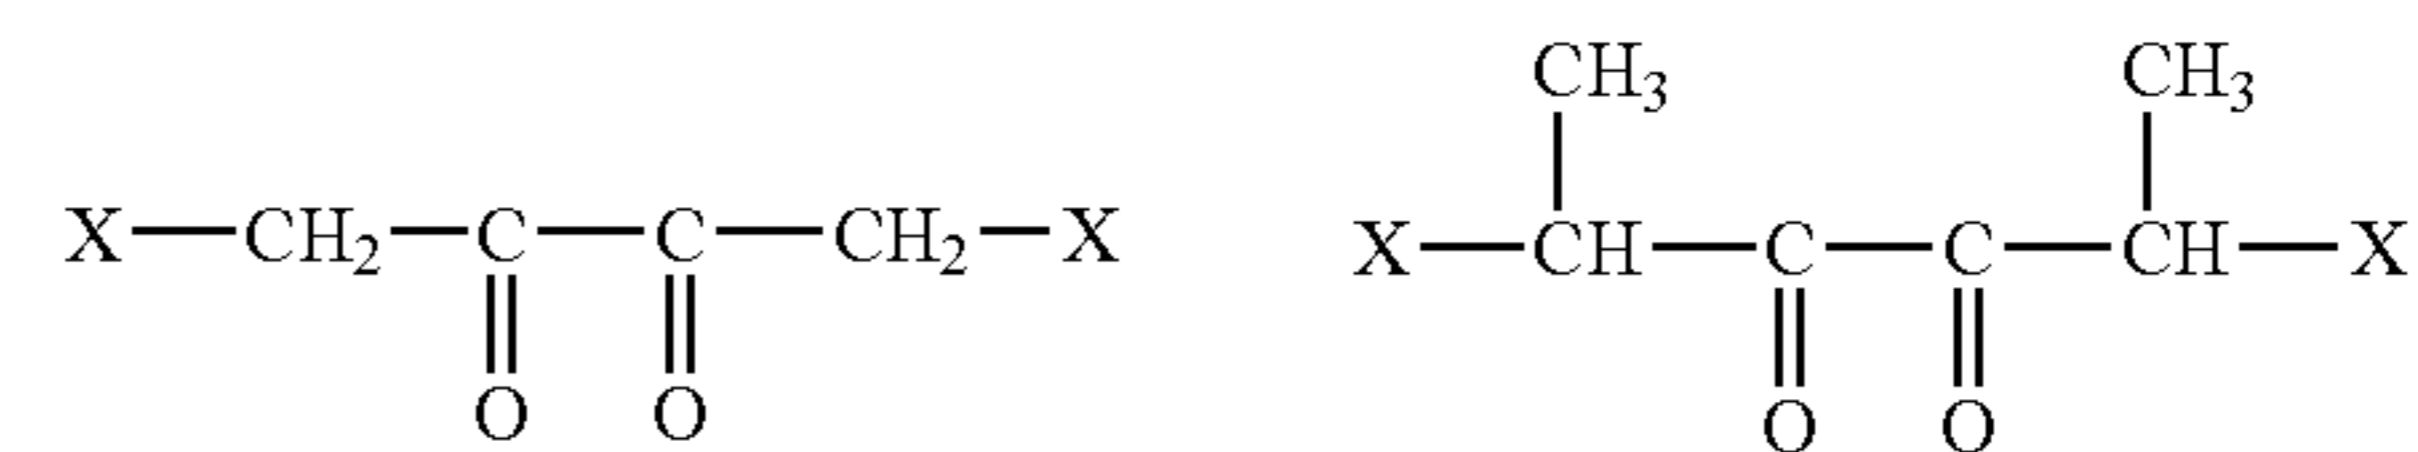 CH₃ CH₃
X—CH₂—C—C—CH₂—X X—CH—C—C—CH—X
O O O O